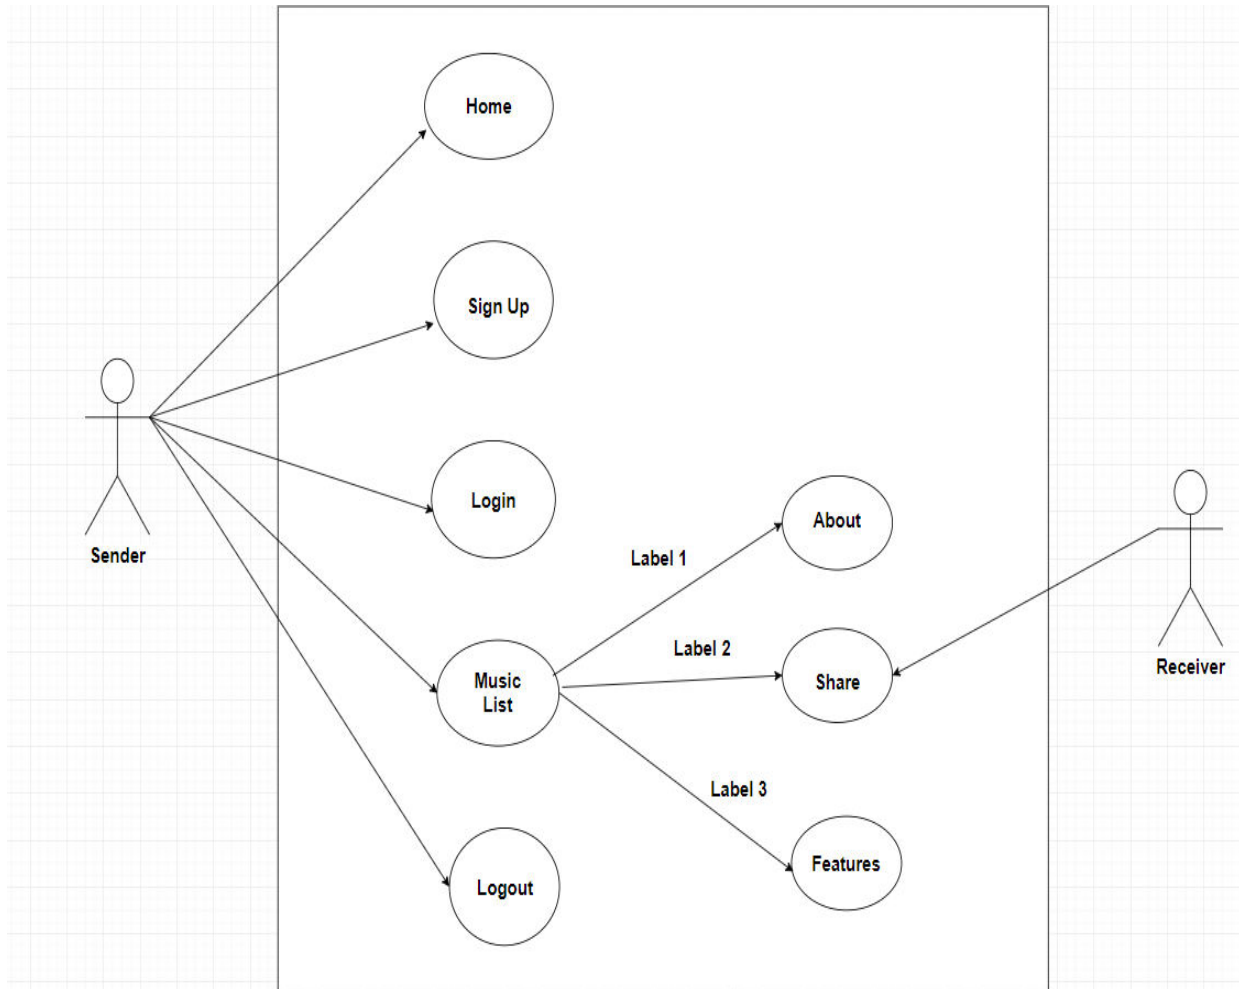 Home
Sign Up
Login
About
Label 1
Sender
Label 2
Music
List
Share
Receiver
Label 3
Features
Logout